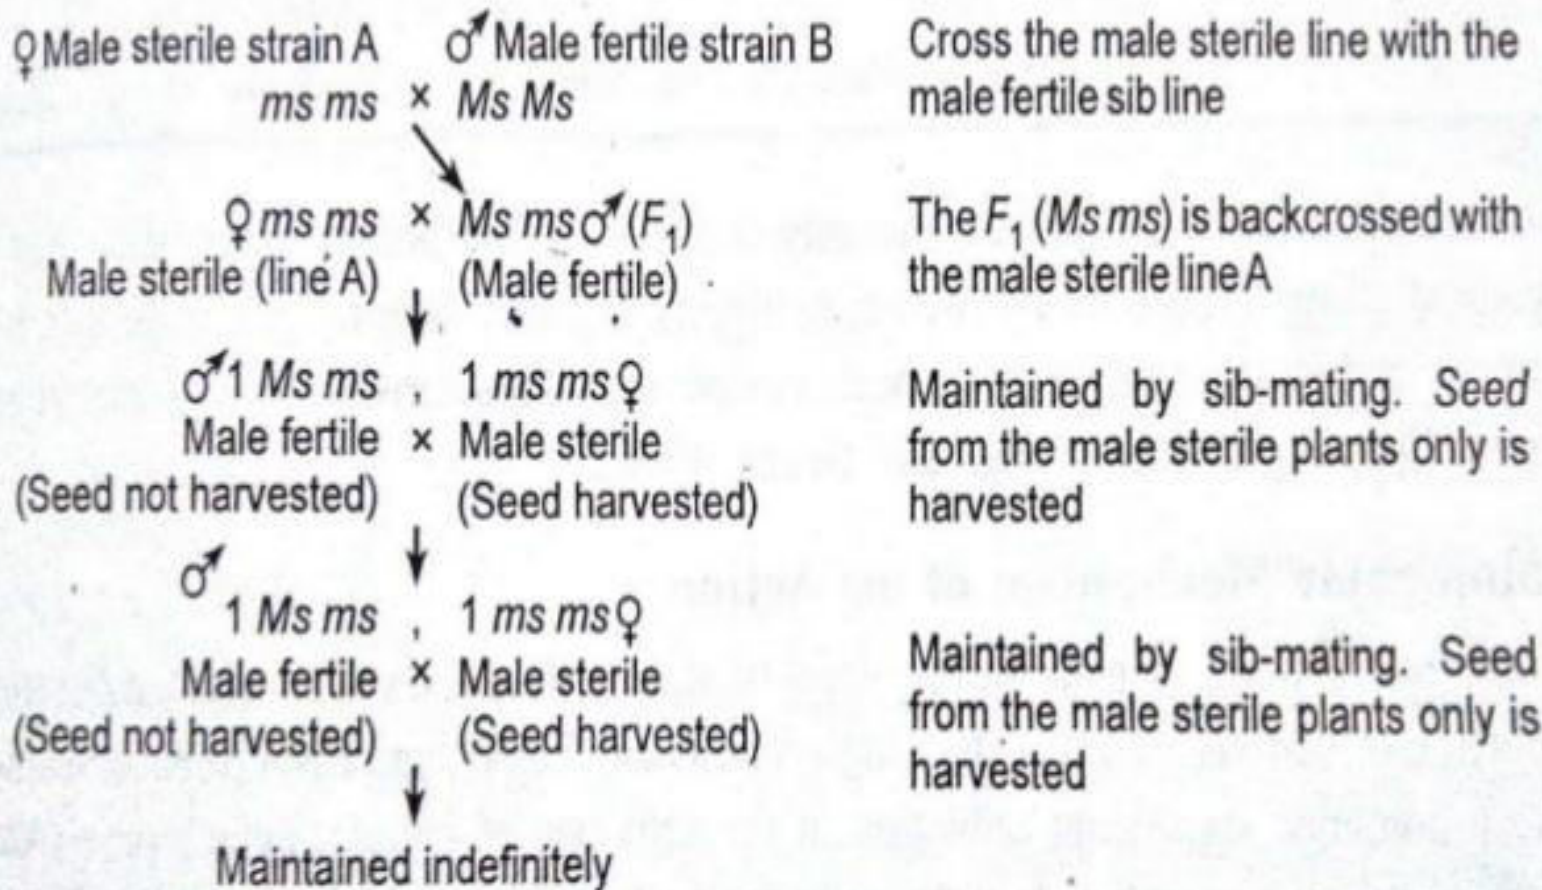 ♀Male sterile strain A ♂Male fertile strain B
ms ms × Ms Ms
Cross the male sterile line with the
male fertile sib line
♀ ms ms × Ms ms♂ (F₁)
Male sterile (line A) (Male fertile)
The F₁ (Ms ms) is backcrossed with
the male sterile line A
♂1 Ms ms , 1 ms ms♀
Male fertile × Male sterile
(Seed not harvested) (Seed harvested)
Maintained by sib-mating. Seed
from the male sterile plants only is
harvested
♂
1 Ms ms , 1 ms ms♀
Male fertile × Male sterile
(Seed not harvested) (Seed harvested)
Maintained by sib-mating. Seed
from the male sterile plants only is
harvested
Maintained indefinitely